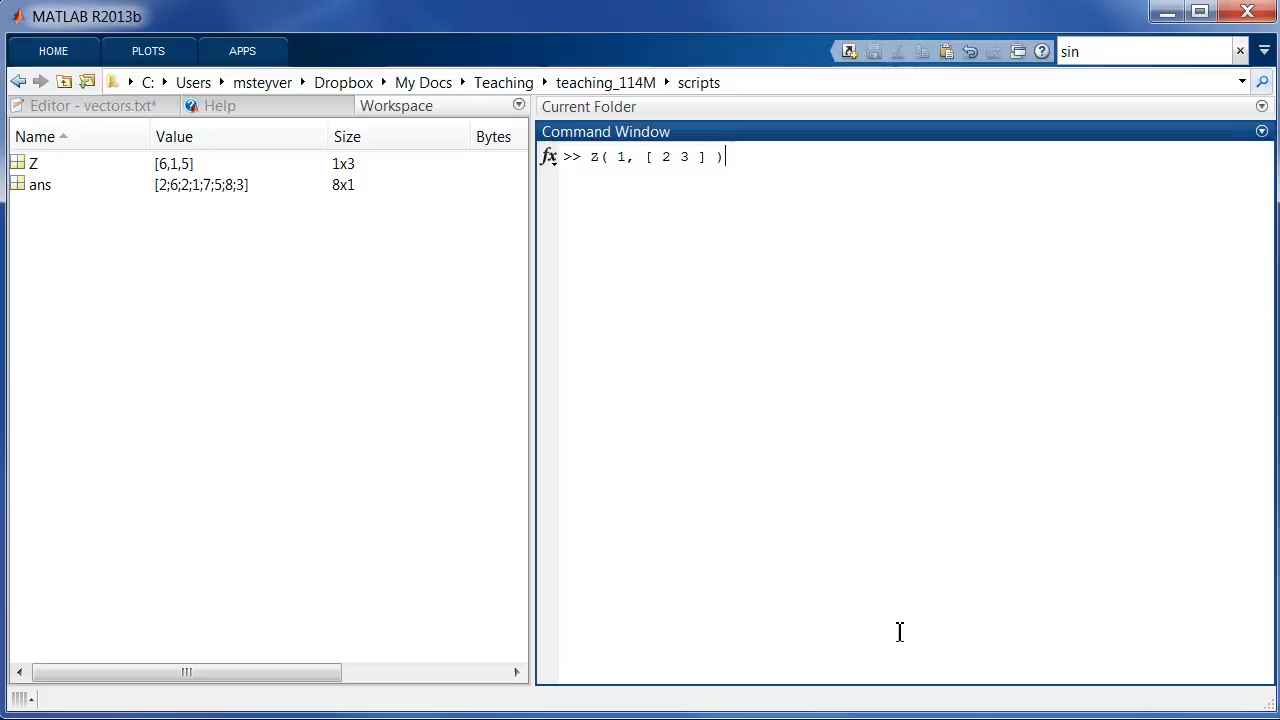 MATLAB R2013b
HOME PLOTS APPS sin
C: Users msteyver Dropbox My Docs Teaching teaching_114M scripts
Editor - vectors.txt* Help Workspace Current Folder
Command Window
Name Value Size Bytes
fx >> Z( 1, [ 2 3 ] )
Z [6,1,5] 1x3
ans [2;6;2;1;7;5;8;3] 8x1